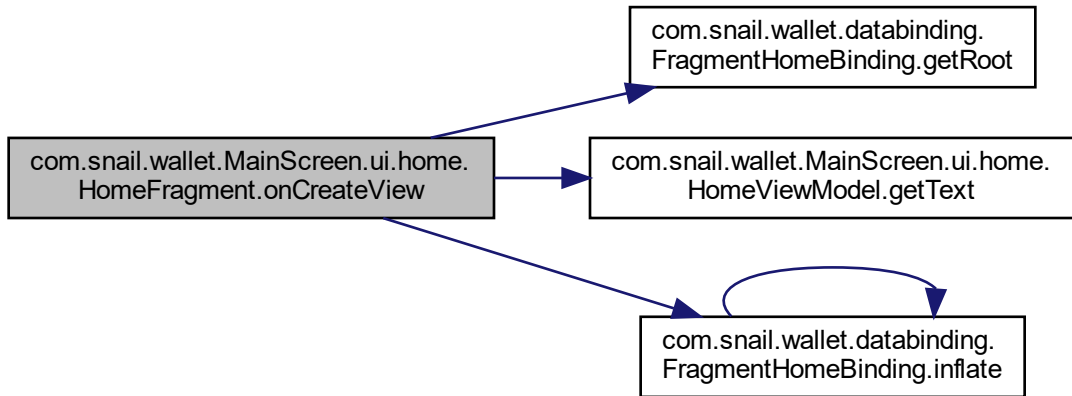 com.snail.wallet.databinding.
FragmentHomeBinding.getRoot
com.snail.wallet.MainScreen.ui.home.
HomeFragment.onCreateView
com.snail.wallet.MainScreen.ui.home.
HomeViewModel.getText
com.snail.wallet.databinding.
FragmentHomeBinding.inflate